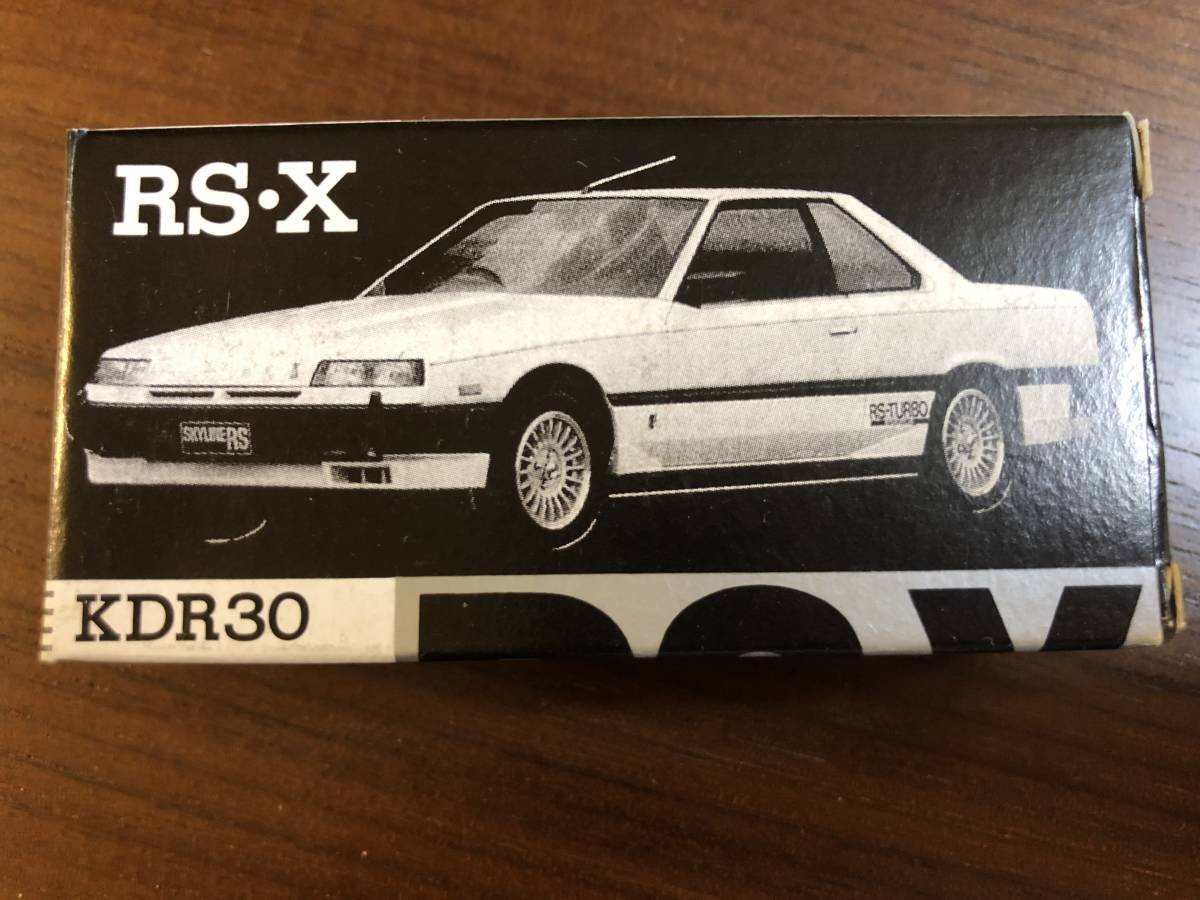 RS·X
SKYLINE RS
RS-TURBO
KDR30